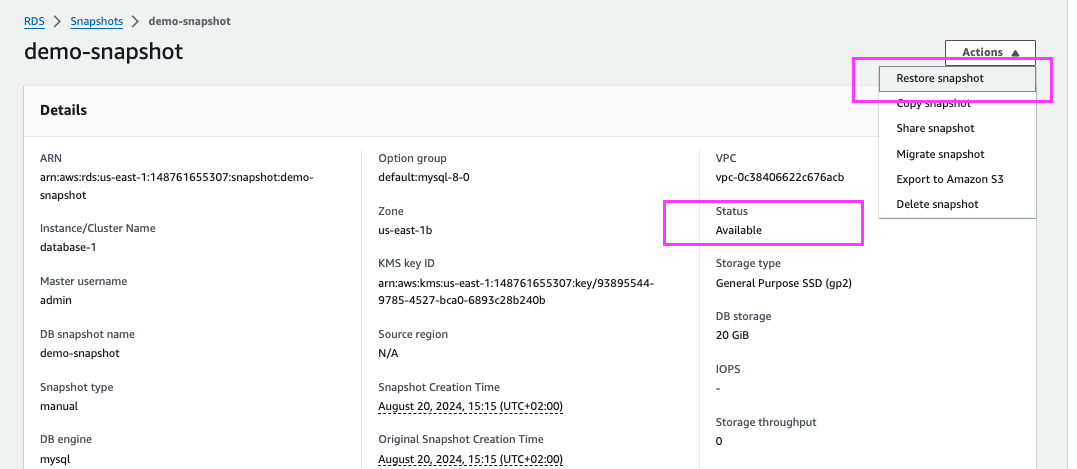 RDS > Snapshots > demo-snapshot
demo-snapshot
Actions ▲
Restore snapshot
Copy snapshot
Share snapshot
Migrate snapshot
Export to Amazon S3
Delete snapshot
Details
ARN
arn:aws:rds:us-east-1:148761655307:snapshot:demo-
snapshot
Instance/Cluster Name
database-1
Master username
admin
DB snapshot name
demo-snapshot
Snapshot type
manual
DB engine
mysql
Option group
default:mysql-8-0
Zone
us-east-1b
KMS key ID
arn:aws:kms:us-east-1:148761655307:key/93895544-
9785-4527-bca0-6893c28b240b
Source region
N/A
Snapshot Creation Time
August 20, 2024, 15:15 (UTC+02:00)
Original Snapshot Creation Time
August 20, 2024, 15:15 (UTC+02:00)
VPC
vpc-0c38406622c676acb
Status
Available
Storage type
General Purpose SSD (gp2)
DB storage
20 GiB
IOPS
-
Storage throughput
0